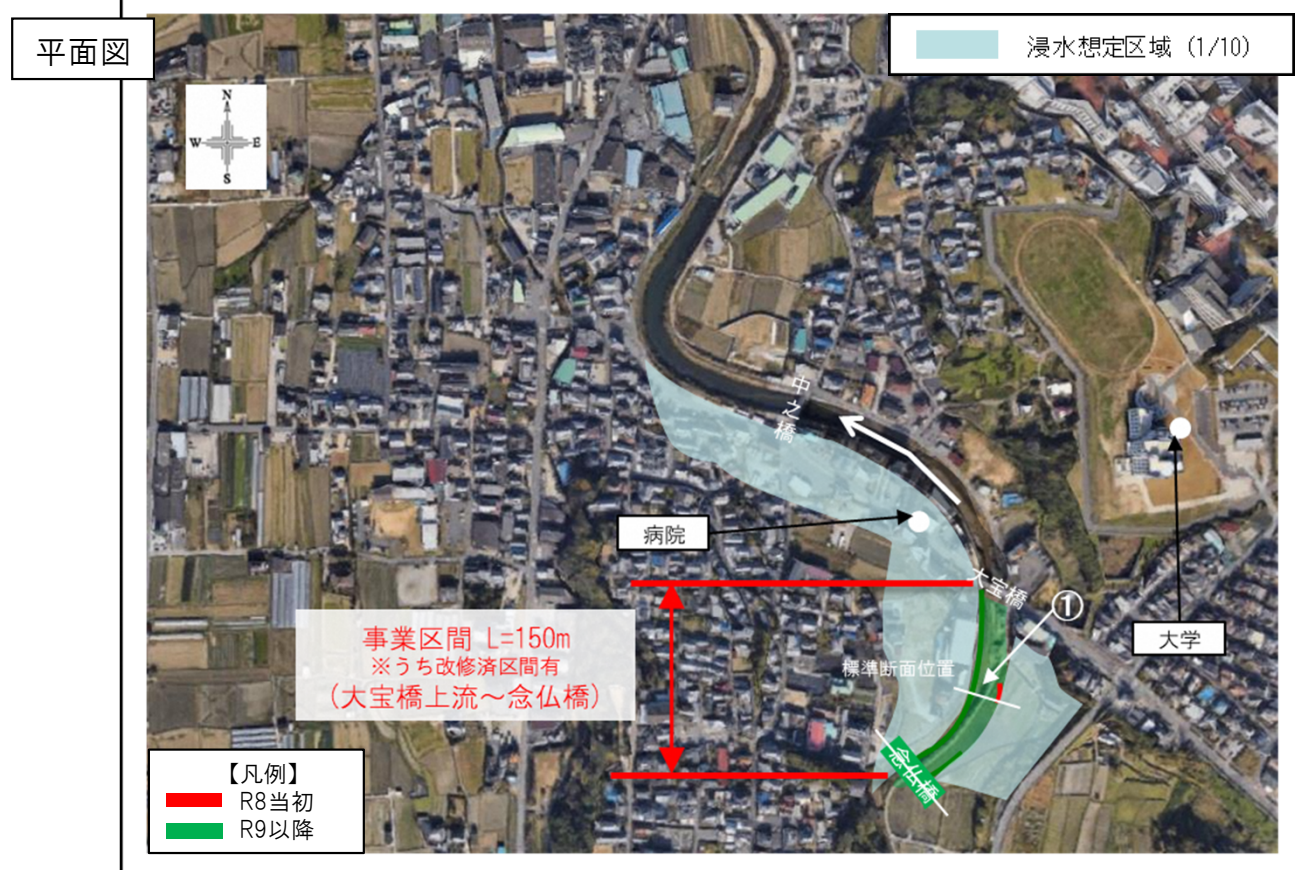 平面図
浸水想定区域 (1/10)
N
W
E
S
中之橋
病院
大宝橋
①
大学
事業区間 L=150m
※うち改修済区間有
(大宝橋上流～念仏橋)
標準断面位置
念仏橋
【凡例】
R8当初
R9以降